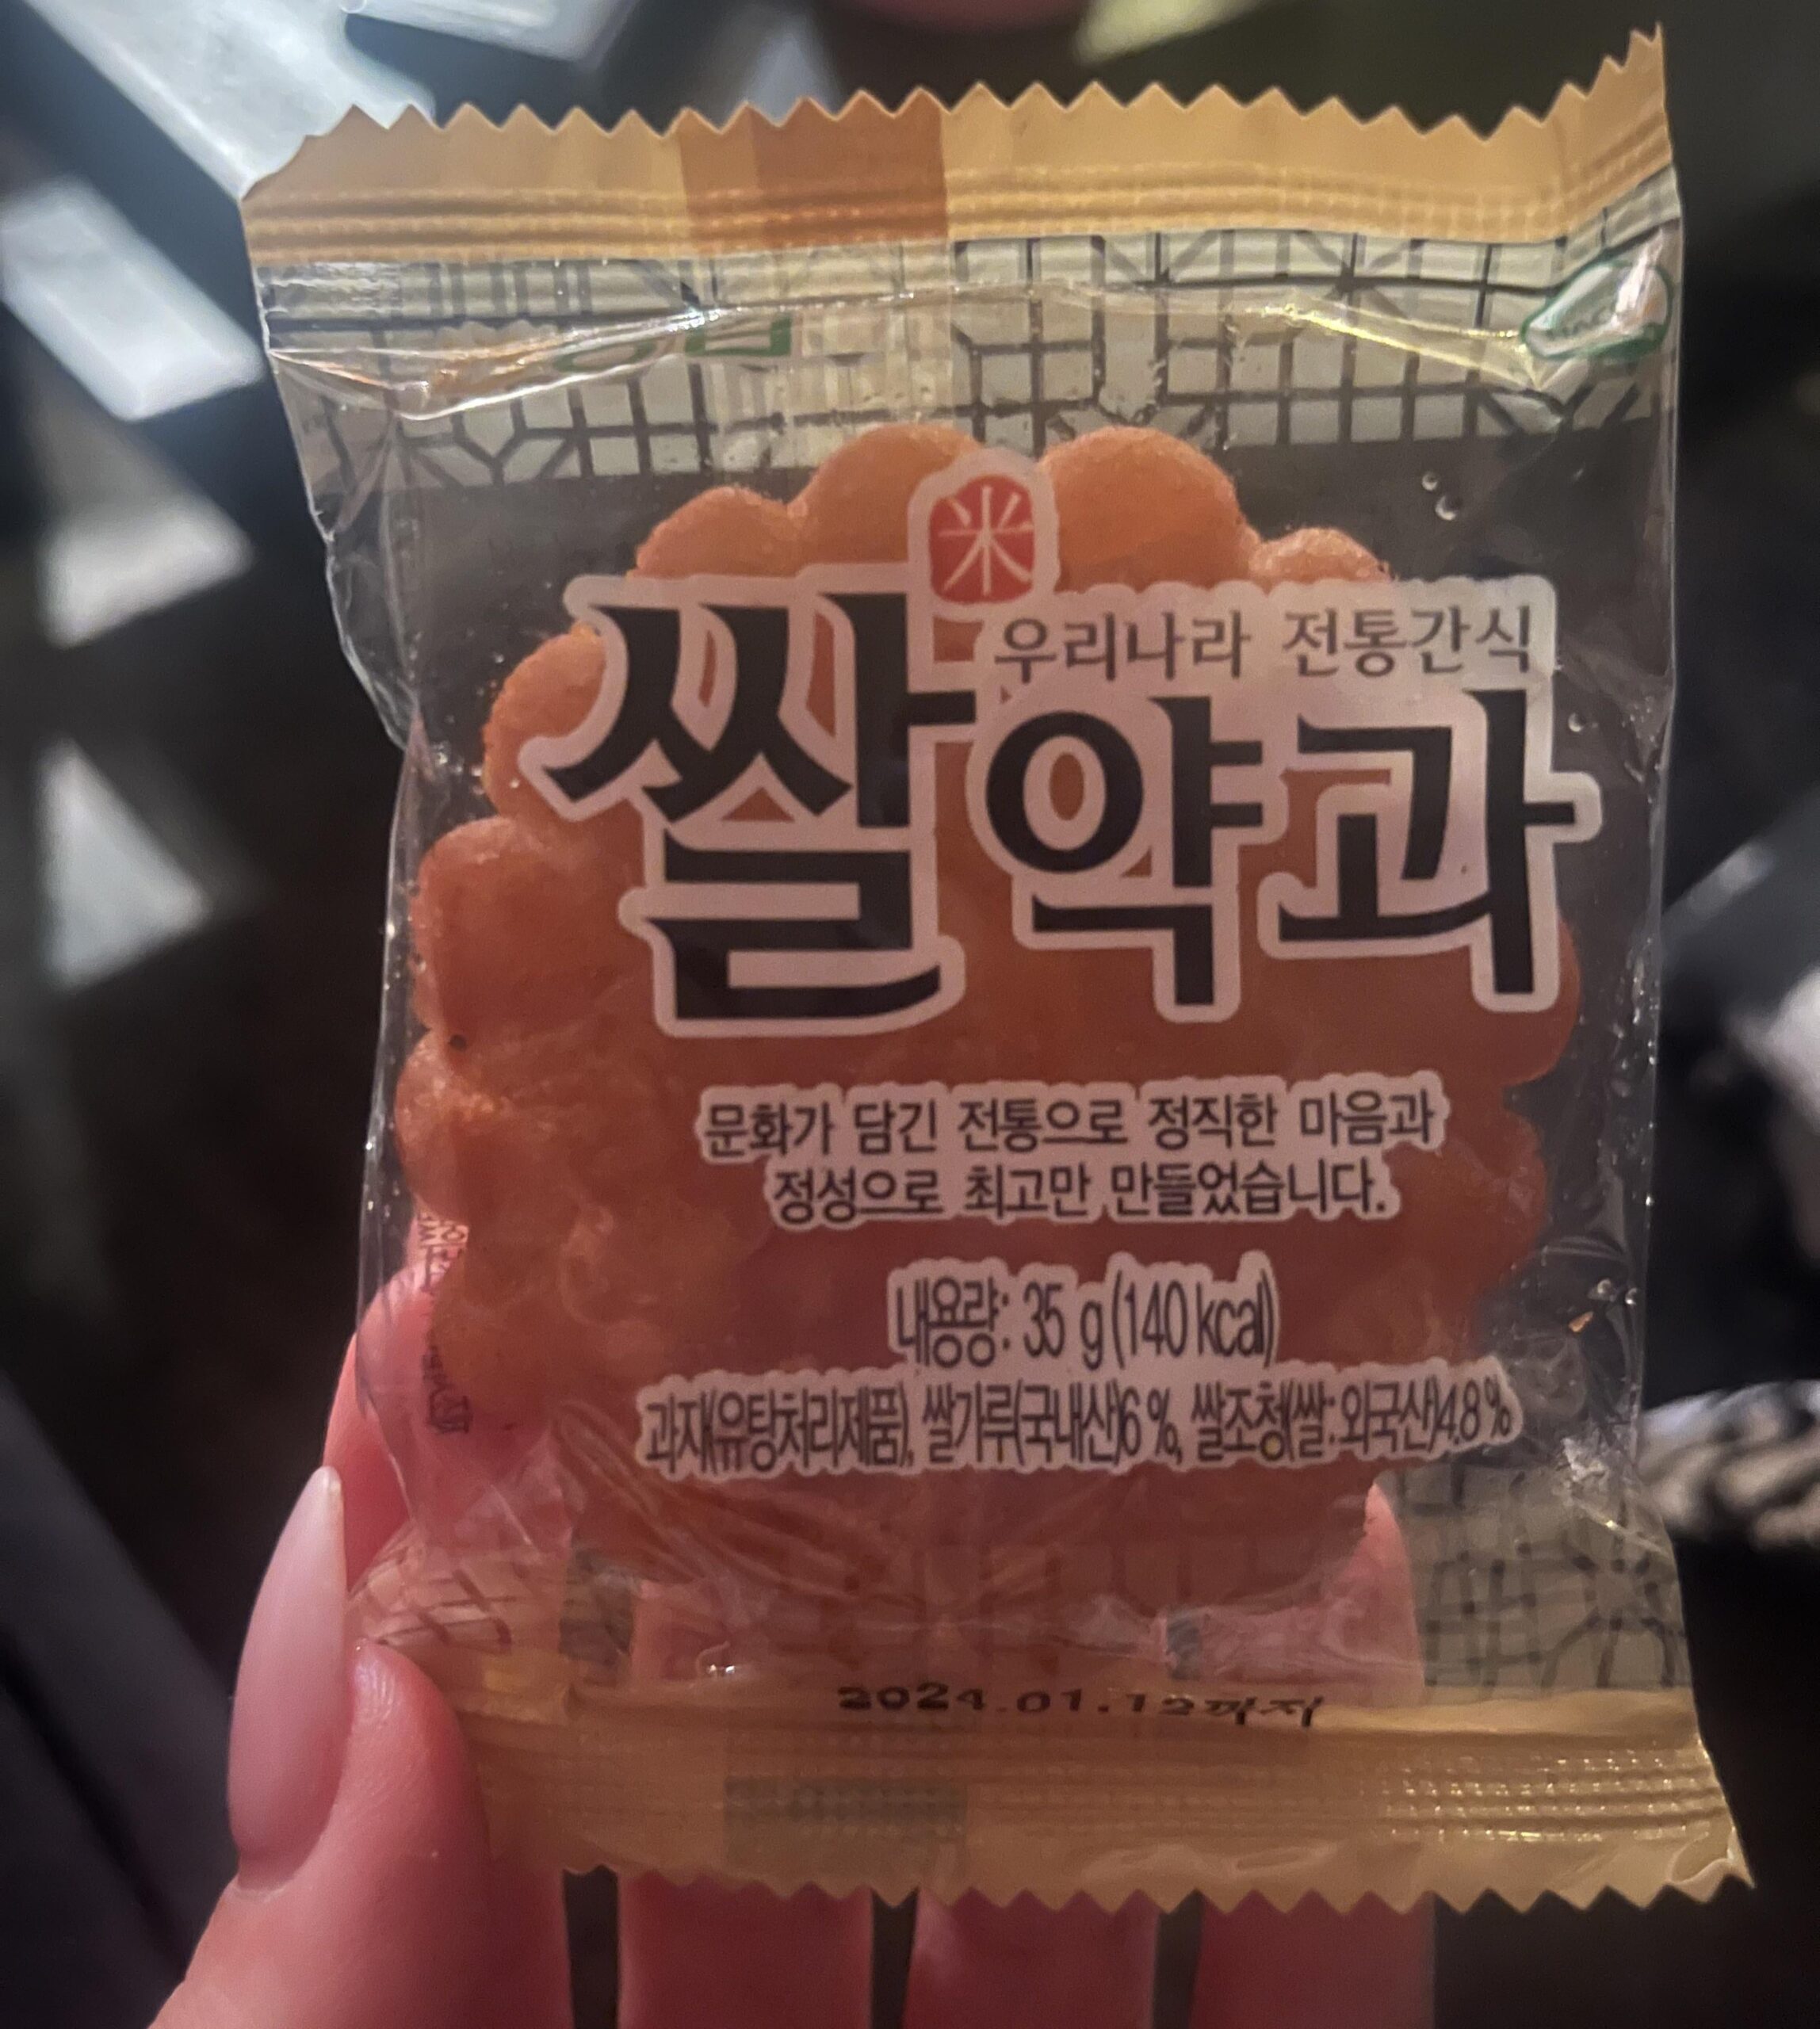 米
우리나라 전통간식
쌀약과
문화가 담긴 전통으로 정직한 마음과
정성으로 최고만 만들었습니다.
내용량: 35 g (140 kcal)
과자(유탕처리제품), 쌀가루(국내산)6 %, 쌀조청(쌀: 외국산)4.8 %
2024.01.12까지